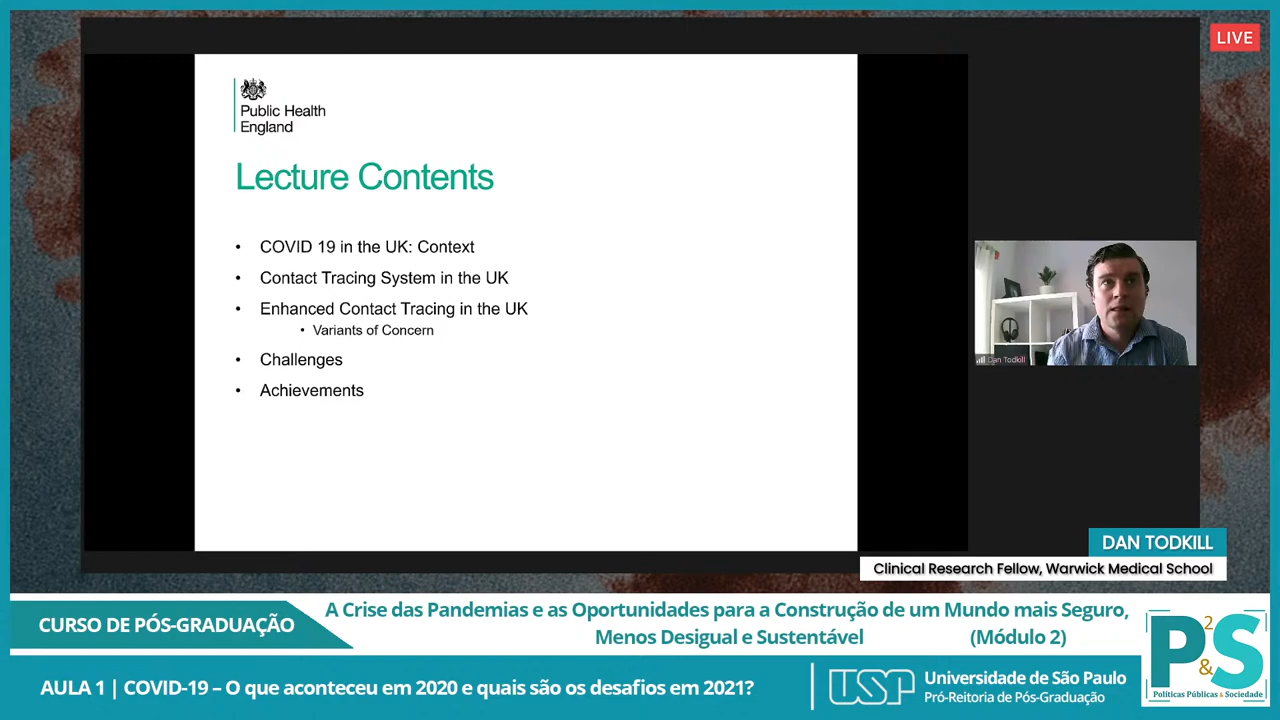 LIVE
Public Health
England
Lecture Contents
• COVID 19 in the UK: Context
• Contact Tracing System in the UK
• Enhanced Contact Tracing in the UK
• Variants of Concern
• Challenges
• Achievements
Dan Todkill
DAN TODKILL
Clinical Research Fellow, Warwick Medical School
CURSO DE PÓS-GRADUAÇÃO
A Crise das Pandemias e as Oportunidades para a Construção de um Mundo mais Seguro,
Menos Desigual e Sustentável (Módulo 2)
AULA 1 | COVID-19 – O que aconteceu em 2020 e quais são os desafios em 2021?
USP
Universidade de São Paulo
Pró-Reitoria de Pós-Graduação
P2&S
Políticas Públicas & Sociedade